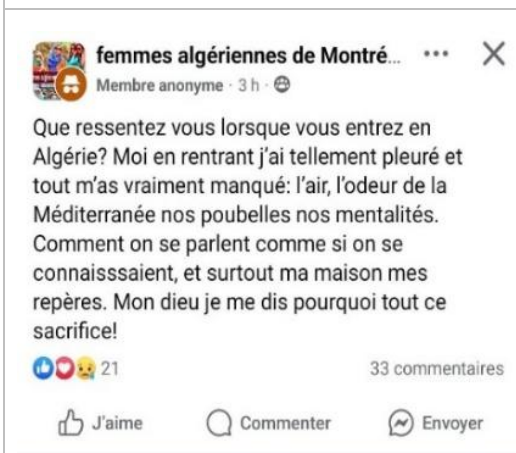 femmes algériennes de Montré...
Membre anonyme · 3 h ·
Que ressentez vous lorsque vous entrez en
Algérie? Moi en rentrant j'ai tellement pleuré et
tout m'as vraiment manqué: l'air, l'odeur de la
Méditerranée nos poubelles nos mentalités.
Comment on se parlent comme si on se
connaisssaient, et surtout ma maison mes
repères. Mon dieu je me dis pourquoi tout ce
sacrifice!
21 33 commentaires
J'aime Commenter Envoyer